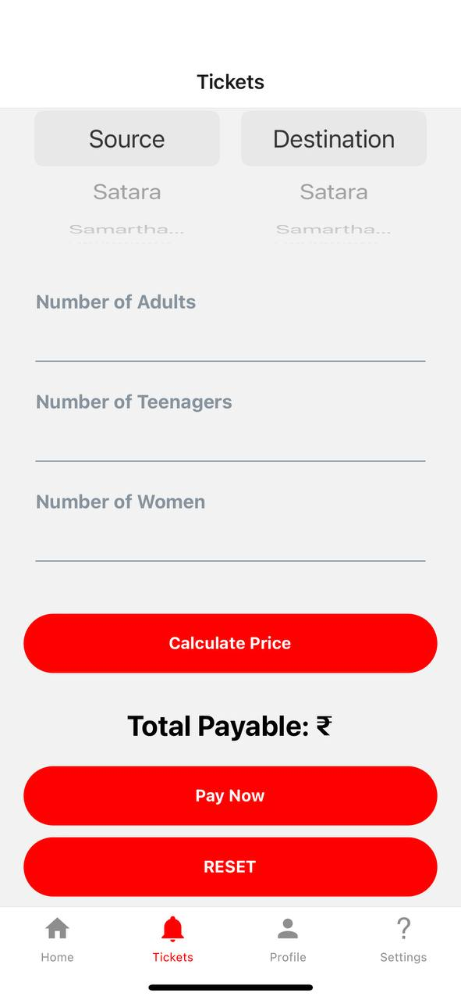 Tickets
Source
Destination
Satara
Satara
Samartha...
Samartha...
Number of Adults
Number of Teenagers
Number of Women
Calculate Price
Total Payable: ₹
Pay Now
RESET
Home
Tickets
Profile
Settings